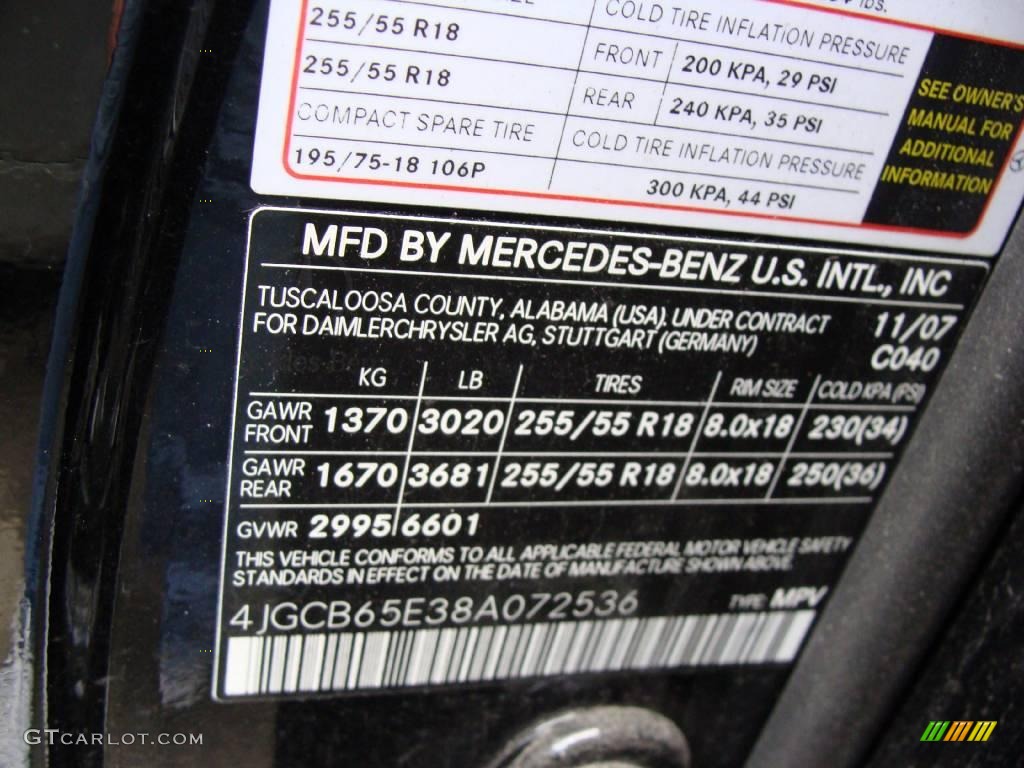 lbs.
COLD TIRE INFLATION PRESSURE
255/55 R18 FRONT 200 KPA, 29 PSI
255/55 R18 REAR 240 KPA, 35 PSI
COMPACT SPARE TIRE COLD TIRE INFLATION PRESSURE
195/75-18 106P 300 KPA, 44 PSI
SEE OWNER'S
MANUAL FOR
ADDITIONAL
INFORMATION
MFD BY MERCEDES-BENZ U.S. INTL., INC
TUSCALOOSA COUNTY, ALABAMA (USA). UNDER CONTRACT 11/07
FOR DAIMLERCHRYSLER AG, STUTTGART (GERMANY) C040
KG LB TIRES RIM SIZE COLD KPA (PSI)
GAWR FRONT 1370 3020 255/55 R18 8.0x18 230(34)
GAWR REAR 1670 3681 255/55 R18 8.0x18 250(36)
GVWR 2995 6601
THIS VEHICLE CONFORMS TO ALL APPLICABLE FEDERAL MOTOR VEHICLE SAFETY
STANDARDS IN EFFECT ON THE DATE OF MANUFACTURE SHOWN ABOVE.
4JGCB65E38A072536 TYPE: MPV
GTCARLOT.COM